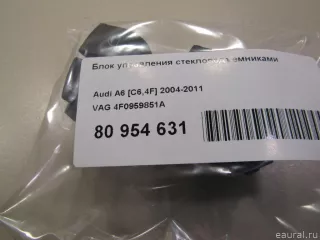 Блок управления стеклоподъемниками
Audi A6 [C6,4F] 2004-2011
VAG 4F0959851A
80 954 631
eaural.ru